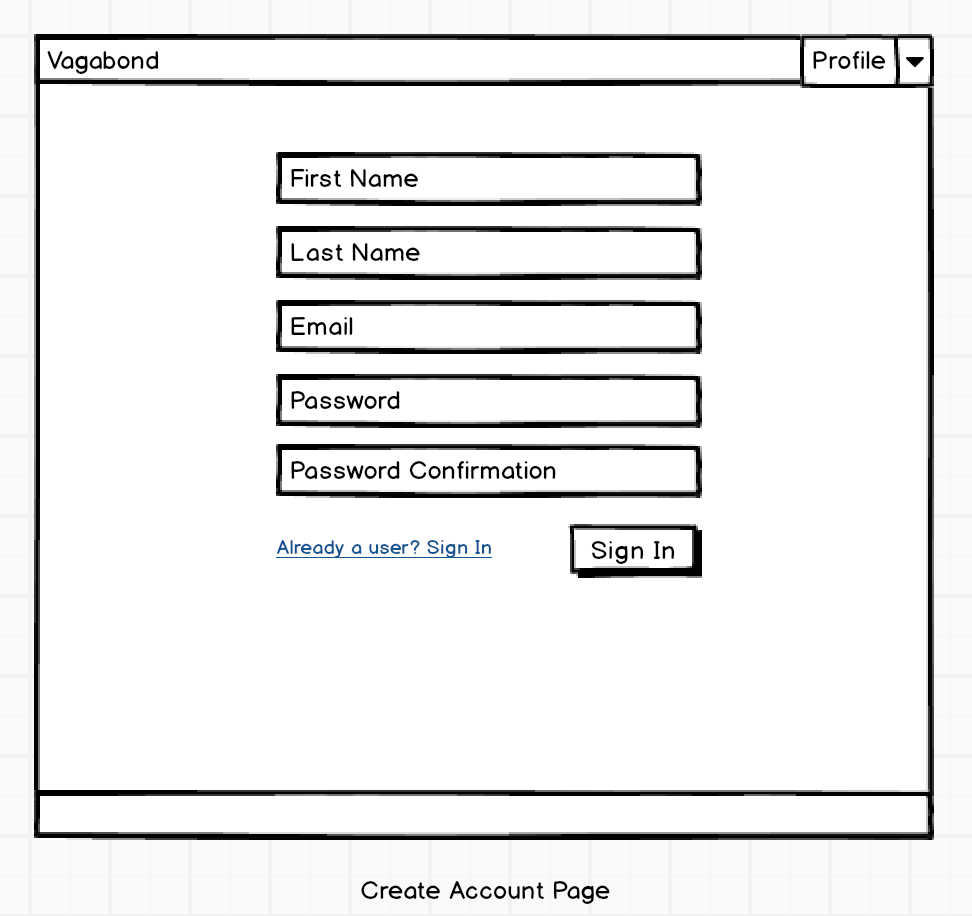 Vagabond
Profile
First Name
Last Name
Email
Password
Password Confirmation
Already a user? Sign In
Sign In
Create Account Page